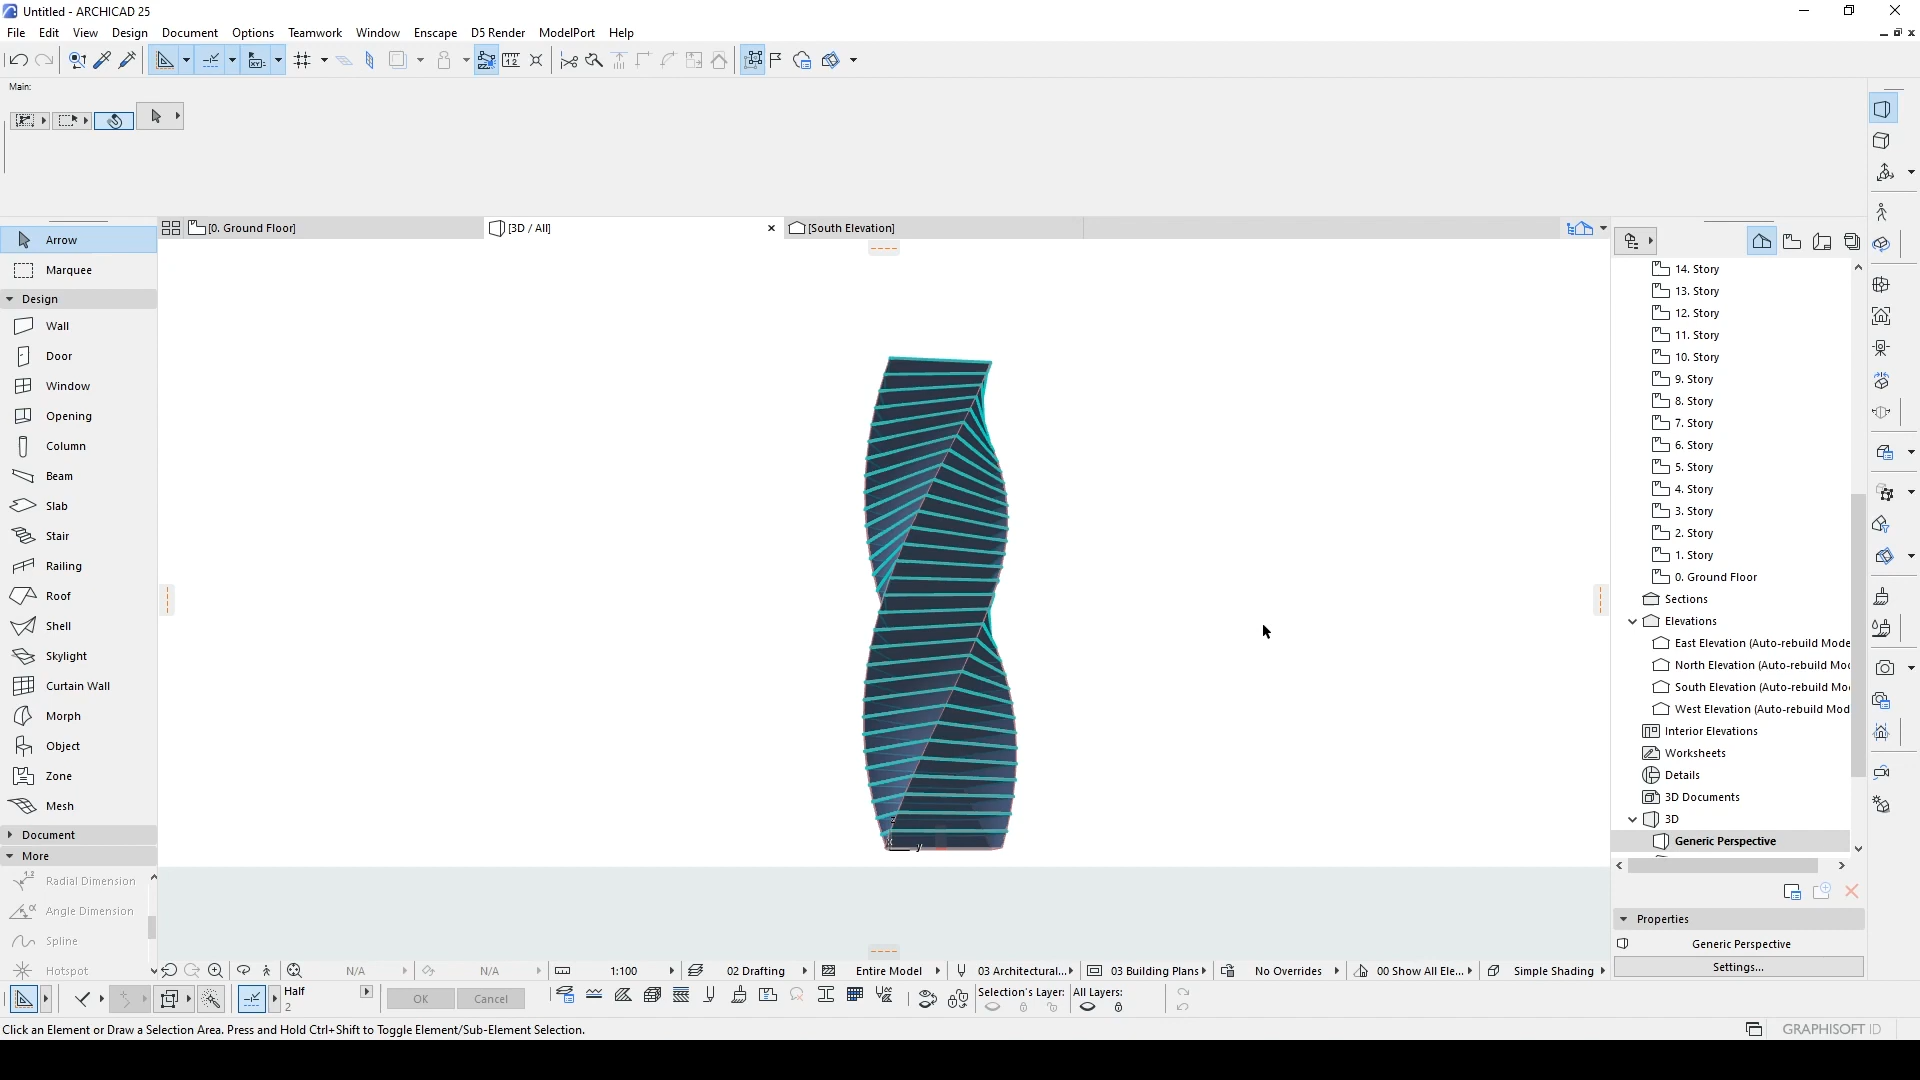 Untitled - ARCHICAD 25
File Edit View Design Document Options Teamwork Window Enscape D5 Render ModelPort Help
Main:
[0. Ground Floor]
[3D / All]
[South Elevation]
Arrow
Marquee
Design
Wall
Door
Window
Opening
Column
Beam
Slab
Stair
Railing
Roof
Shell
Skylight
Curtain Wall
Morph
Object
Zone
Mesh
Document
More
Radial Dimension
Angle Dimension
Spline
Hotspot
z
x
y
14. Story
13. Story
12. Story
11. Story
10. Story
9. Story
8. Story
7. Story
6. Story
5. Story
4. Story
3. Story
2. Story
1. Story
0. Ground Floor
Sections
Elevations
East Elevation (Auto-rebuild Mode
North Elevation (Auto-rebuild Mo
South Elevation (Auto-rebuild Mo
West Elevation (Auto-rebuild Mod
Interior Elevations
Worksheets
Details
3D Documents
3D
Generic Perspective
Properties
Generic Perspective
Settings...
N/A N/A 1:100 02 Drafting Entire Model 03 Architectural... 03 Building Plans No Overrides 00 Show All Ele... Simple Shading
Half
2
OK Cancel
Selection's Layer: All Layers:
Click an Element or Draw a Selection Area. Press and Hold Ctrl+Shift to Toggle Element/Sub-Element Selection.
GRAPHISOFT ID